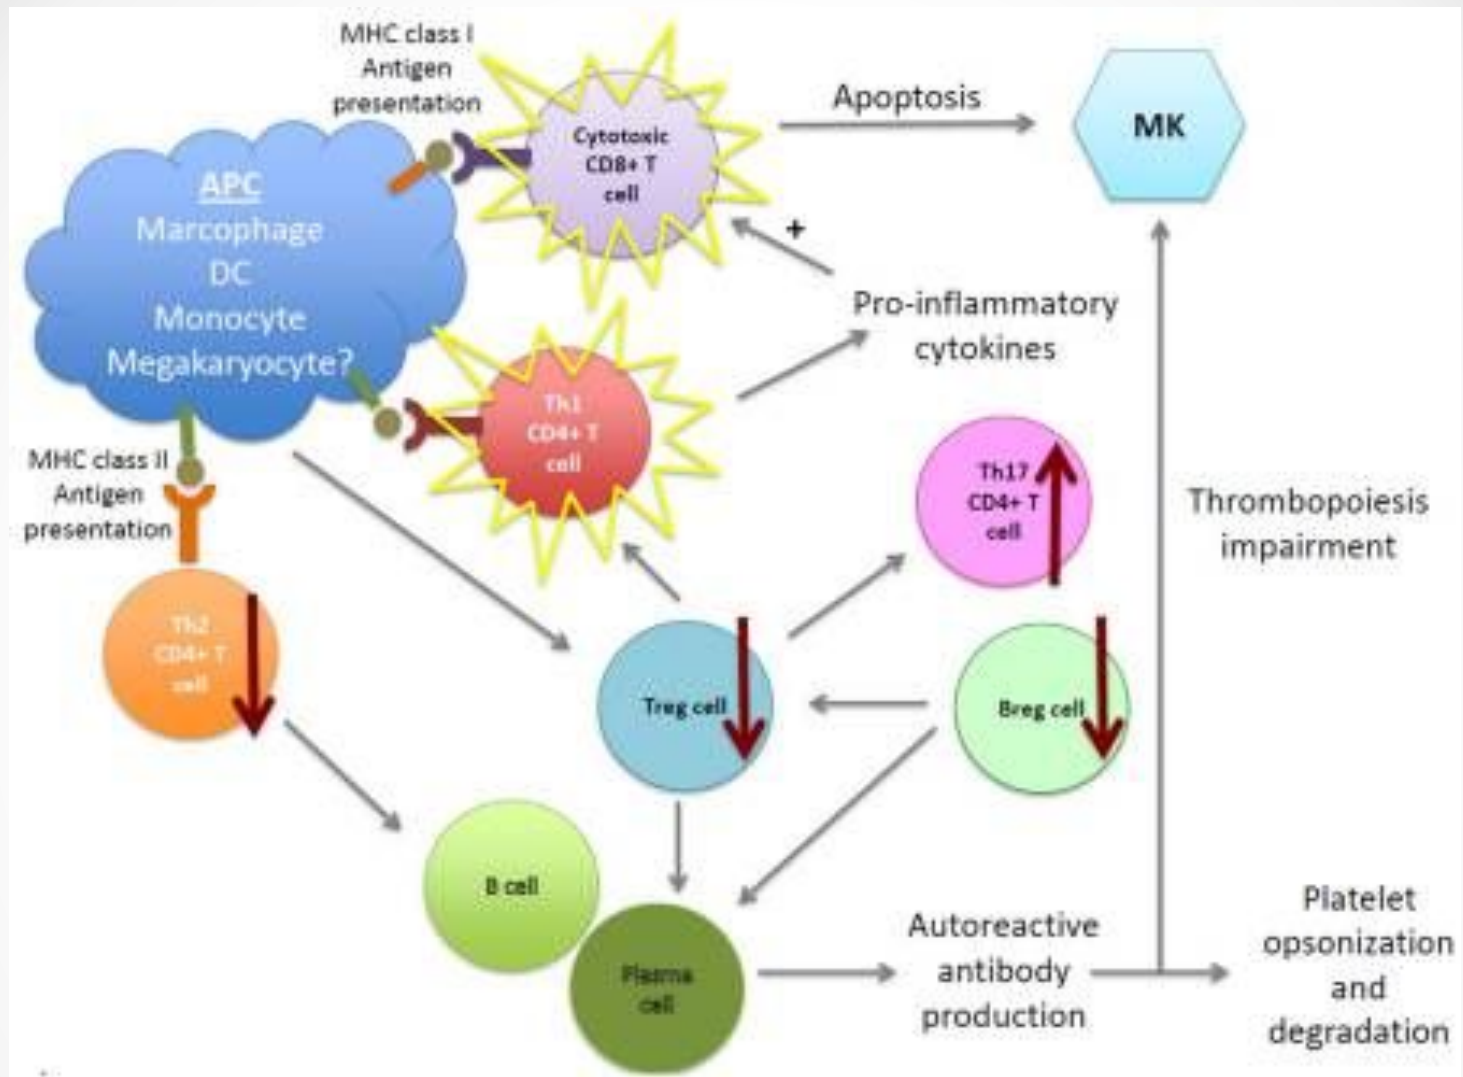 MHC class I
Antigen
presentation
Cytotoxic
CD8+ T
cell
Apoptosis
MK
APC
Marcophage
DC
Monocyte
Megakaryocyte?
+
Pro-inflammatory
cytokines
Th1
CD4+ T
cell
MHC class II
Antigen
presentation
Th17
CD4+ T
cell
Thrombopoiesis
impairment
Th2
CD4+ T
cell
Treg cell
Breg cell
B cell
Plasma
cell
Autoreactive
antibody
production
Platelet
opsonization
and
degradation